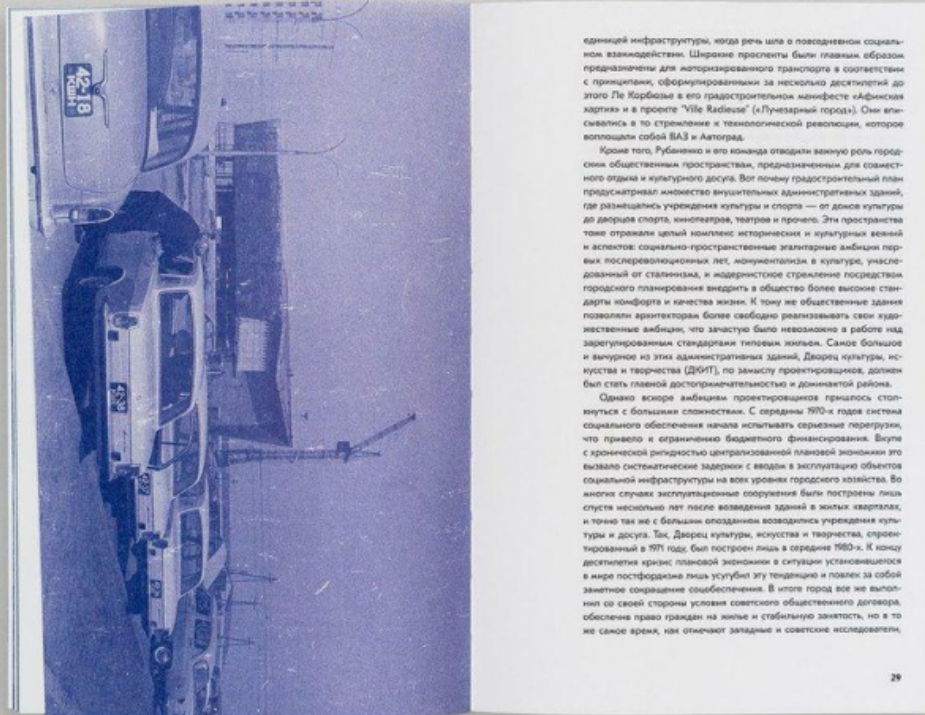 42-18
КШН
42-28
единицей инфраструктуры, когда речь шла о повседневном социаль-
ном взаимодействии. Широкие проспекты были главным образом
предназначены для моторизированного транспорта в соответствии
с принципами, сформулированными за несколько десятилетий до
этого Ле Корбюзье в его градостроительном манифесте «Афинская
хартия» и в проекте "Ville Radieuse" («Лучезарный город»). Они впи-
сывались в то стремление к технологической революции, которое
воплощали собой ВАЗ и Автоград.
Кроме того, Рубаненко и его команда отводили важную роль город-
ским общественным пространствам, предназначенным для совмест-
ного отдыха и культурного досуга. Вот почему градостроительный план
предусматривал множество внушительных административных зданий,
где размещались учреждения культуры и спорта — от домов культуры
до дворцов спорта, кинотеатров, театров и прочего. Эти пространства
тоже отражали целый комплекс исторических и культурных веяний
и аспектов: социально-пространственные эгалитарные амбиции пер-
вых послереволюционных лет, монументализм в культуре, унасле-
дованный от сталинизма, и модернистское стремление посредством
городского планирования внедрить в общество более высокие стан-
дарты комфорта и качества жизни. К тому же общественные здания
позволяли архитекторам более свободно реализовывать свои худо-
жественные амбиции, что зачастую было невозможно в работе над
зарегулированным стандартами типовым жильем. Самое большое
и вычурное из этих административных зданий, Дворец культуры, ис-
кусства и творчества (ДКИТ), по замыслу проектировщиков, должен
был стать главной достопримечательностью и доминантой района.
Однако вскоре амбициям проектировщиков пришлось стол-
кнуться с большими сложностями. С середины 1970-х годов система
социального обеспечения начала испытывать серьезные перегрузки,
что привело к ограничению бюджетного финансирования. Вкупе
с хронической ригидностью централизованной плановой экономики это
вызвало систематические задержки с вводом в эксплуатацию объектов
социальной инфраструктуры на всех уровнях городского хозяйства. Во
многих случаях эксплуатационные сооружения были построены лишь
спустя несколько лет после возведения зданий в жилых кварталах,
и точно так же с большим опозданием возводились учреждения куль-
туры и досуга. Так, Дворец культуры, искусства и творчества, спроек-
тированный в 1971 году, был построен лишь в середине 1980-х. К концу
десятилетия кризис плановой экономики в ситуации установившегося
в мире постфордизма лишь усугубил эту тенденцию и повлек за собой
заметное сокращение соцобеспечения. В итоге город все же выпол-
нил со своей стороны условия советского общественного договора,
обеспечив право граждан на жилье и стабильную занятость, но в то
же самое время, как отмечают западные и советские исследователи,
29